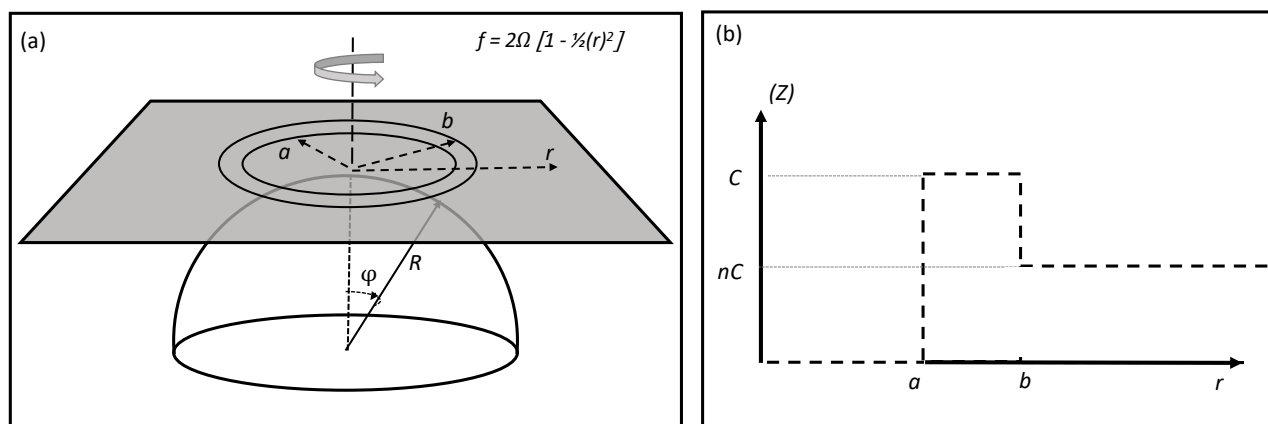 (a)
f = 2Ω [1 - ½(r)²]
b
a
r
R
φ
(b)
(Z)
C
nC
a
b
r